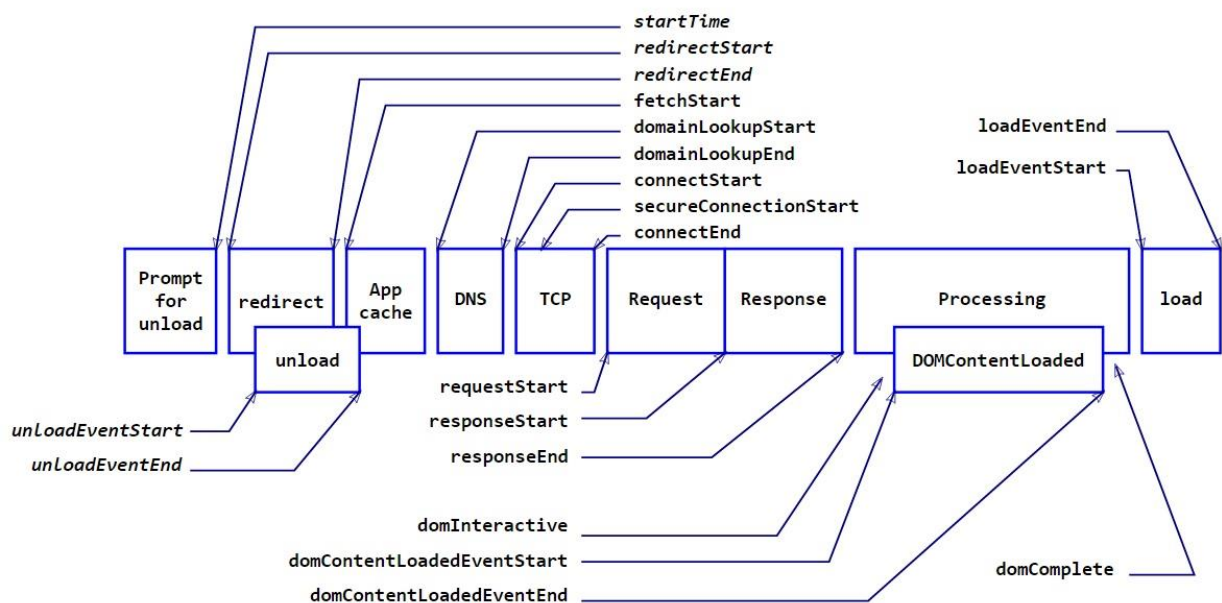 startTime
redirectStart
redirectEnd
fetchStart
domainLookupStart
domainLookupEnd
connectStart
secureConnectionStart
connectEnd
loadEventEnd
loadEventStart
Prompt
for
unload
redirect
unload
App
cache
DNS
TCP
Request
Response
Processing
DOMContentLoaded
load
unloadEventStart
unloadEventEnd
requestStart
responseStart
responseEnd
domInteractive
domContentLoadedEventStart
domContentLoadedEventEnd
domComplete